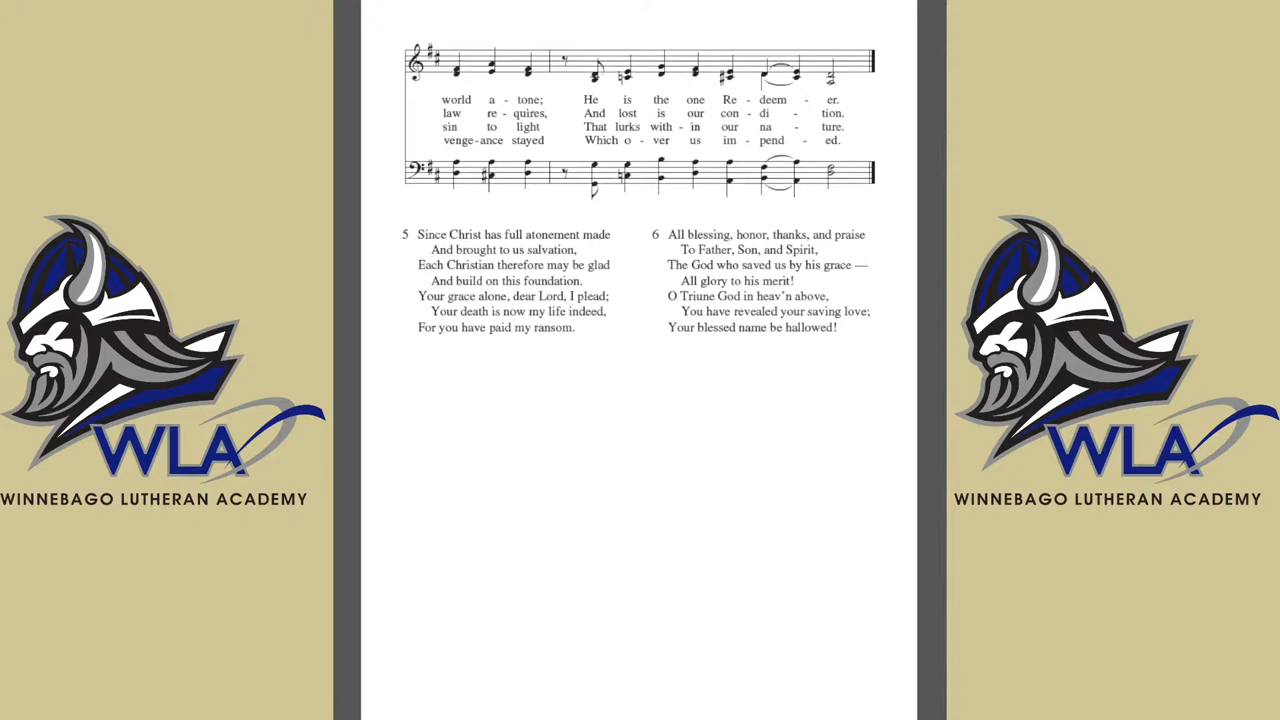 world a - tone; He is the one Re - deem - er.
law re - quires, And lost is our con - di - tion.
sin to light That lurks with - in our na - ture.
venge - ance stayed Which o - ver us im - pend - ed.
5 Since Christ has full atonement made
And brought to us salvation,
Each Christian therefore may be glad
And build on this foundation.
Your grace alone, dear Lord, I plead;
Your death is now my life indeed,
For you have paid my ransom.
6 All blessing, honor, thanks, and praise
To Father, Son, and Spirit,
The God who saved us by his grace —
All glory to his merit!
O Triune God in heav'n above,
You have revealed your saving love;
Your blessed name be hallowed!
WLA
WINNEBAGO LUTHERAN ACADEMY
WLA
WINNEBAGO LUTHERAN ACADEMY